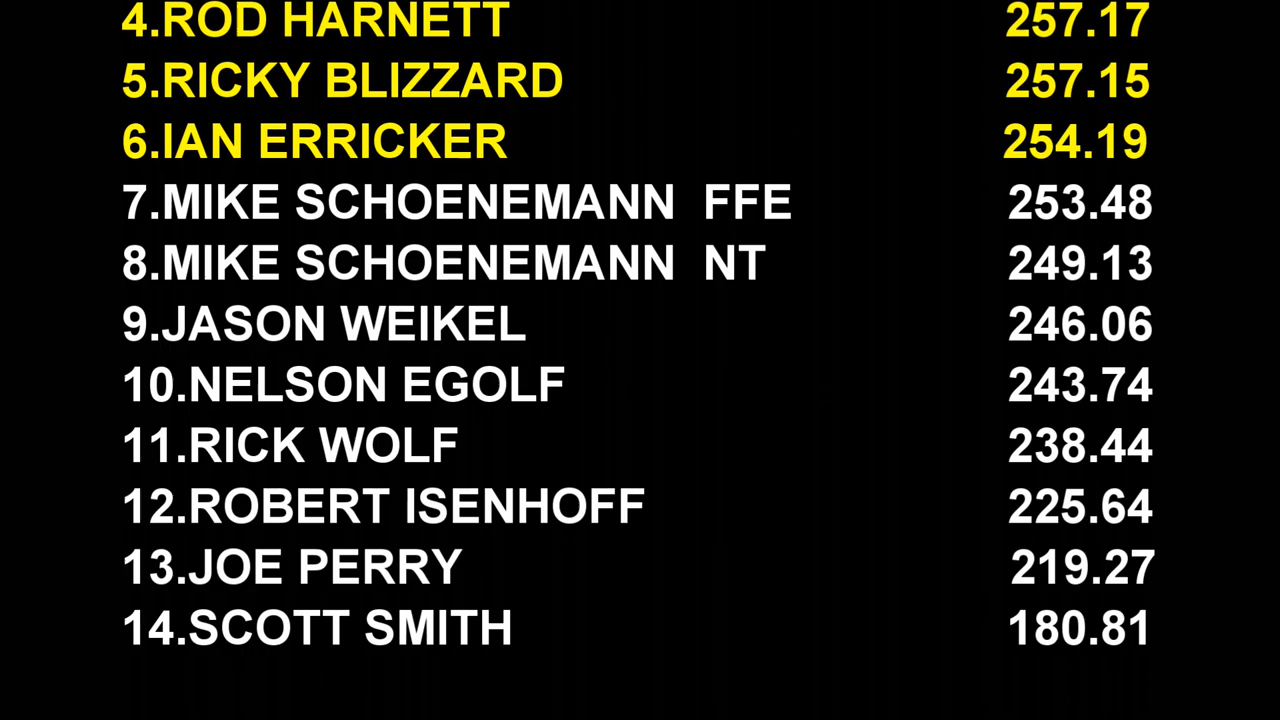 4.ROD HARNETT 257.17
5.RICKY BLIZZARD 257.15
6.IAN ERRICKER 254.19
7.MIKE SCHOENEMANN  FFE 253.48
8.MIKE SCHOENEMANN  NT 249.13
9.JASON WEIKEL 246.06
10.NELSON EGOLF 243.74
11.RICK WOLF 238.44
12.ROBERT ISENHOFF 225.64
13.JOE PERRY 219.27
14.SCOTT SMITH 180.81